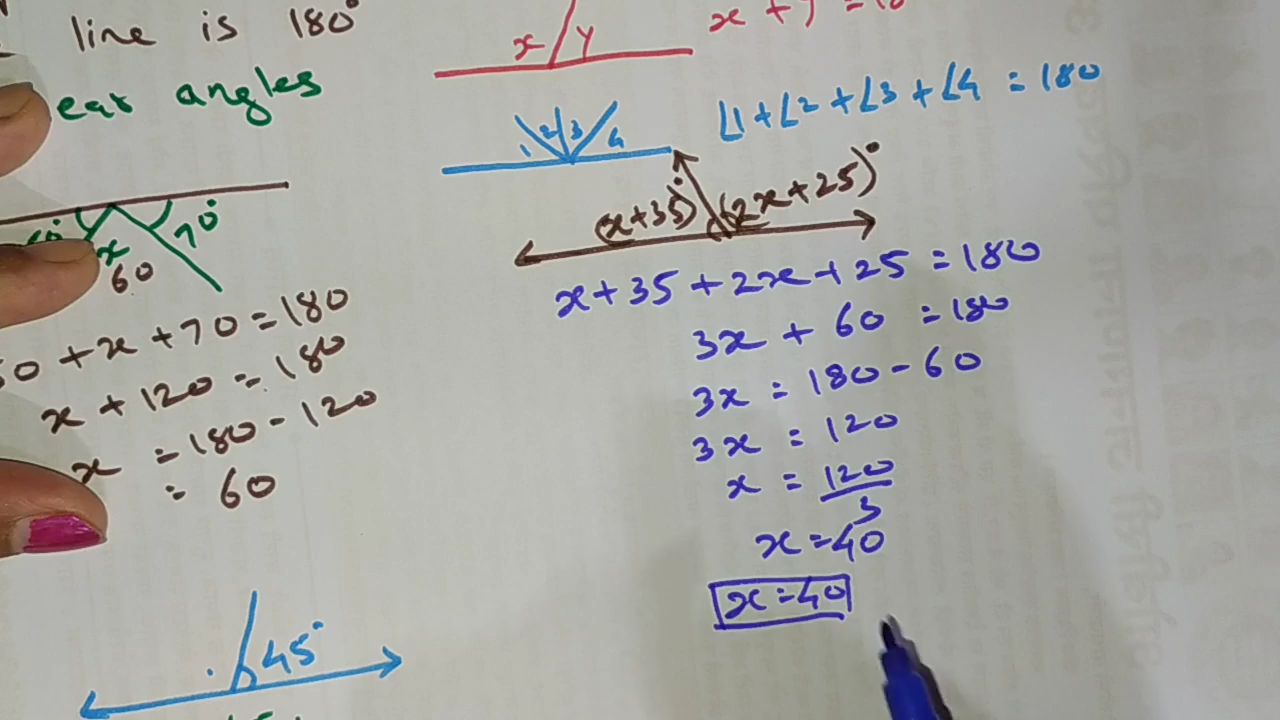 line is 180°
ear angles
70°
x
60
60 + x + 70 = 180
x + 120 = 180
x = 180 - 120
= 60
45°
x y
x + y = 18
1 2 3 4
∠1 + ∠2 + ∠3 + ∠4 = 180
(x+35)° (2x+25)°
x + 35 + 2x + 25 = 180
3x + 60 = 180
3x = 180 - 60
3x = 120
x = 120/3
x = 40
x = 40